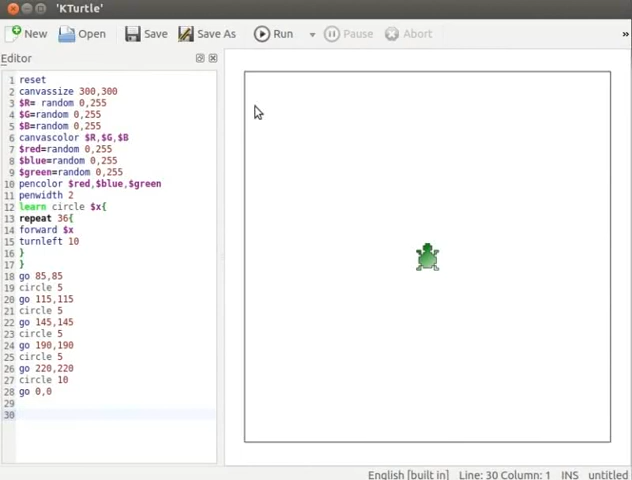 'KTurtle'
New Open Save Save As Run Pause Abort »
Editor
1 reset
2 canvassize 300,300
3 $R= random 0,255
4 $G=random 0,255
5 $B=random 0,255
6 canvascolor $R,$G,$B
7 $red=random 0,255
8 $blue=random 0,255
9 $green=random 0,255
10 pencolor $red,$blue,$green
11 penwidth 2
12 learn circle $x{
13 repeat 36{
14 forward $x
15 turnleft 10
16 }
17 }
18 go 85,85
19 circle 5
20 go 115,115
21 circle 5
22 go 145,145
23 circle 5
24 go 190,190
25 circle 5
26 go 220,220
27 circle 10
28 go 0,0
29
30
English [built in] Line: 30 Column: 1 INS untitled